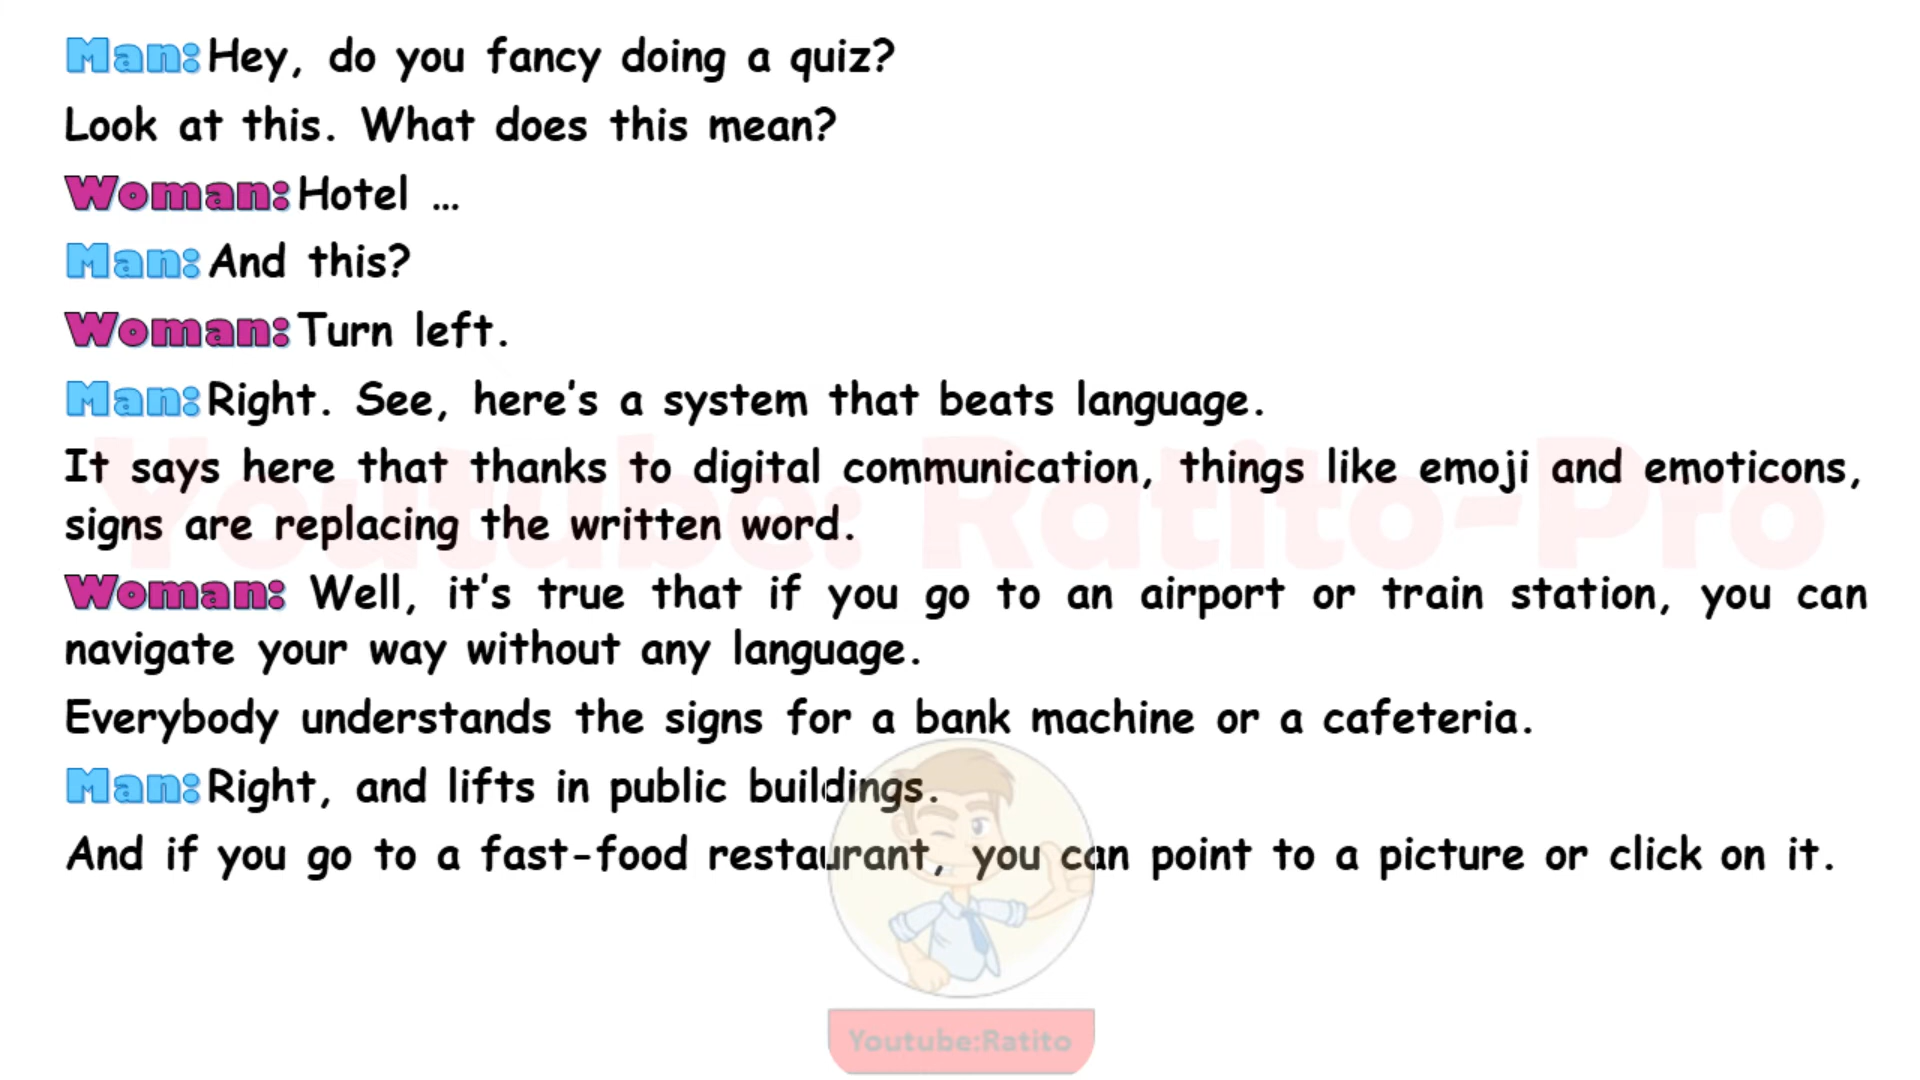 Man: Hey, do you fancy doing a quiz?
Look at this. What does this mean?
Woman: Hotel ...
Man: And this?
Woman: Turn left.
Man: Right. See, here's a system that beats language.
It says here that thanks to digital communication, things like emoji and emoticons,
signs are replacing the written word.
Woman: Well, it's true that if you go to an airport or train station, you can
navigate your way without any language.
Everybody understands the signs for a bank machine or a cafeteria.
Man: Right, and lifts in public buildings.
And if you go to a fast-food restaurant, you can point to a picture or click on it.
Youtube: Ratito-Pro
Youtube:Ratito